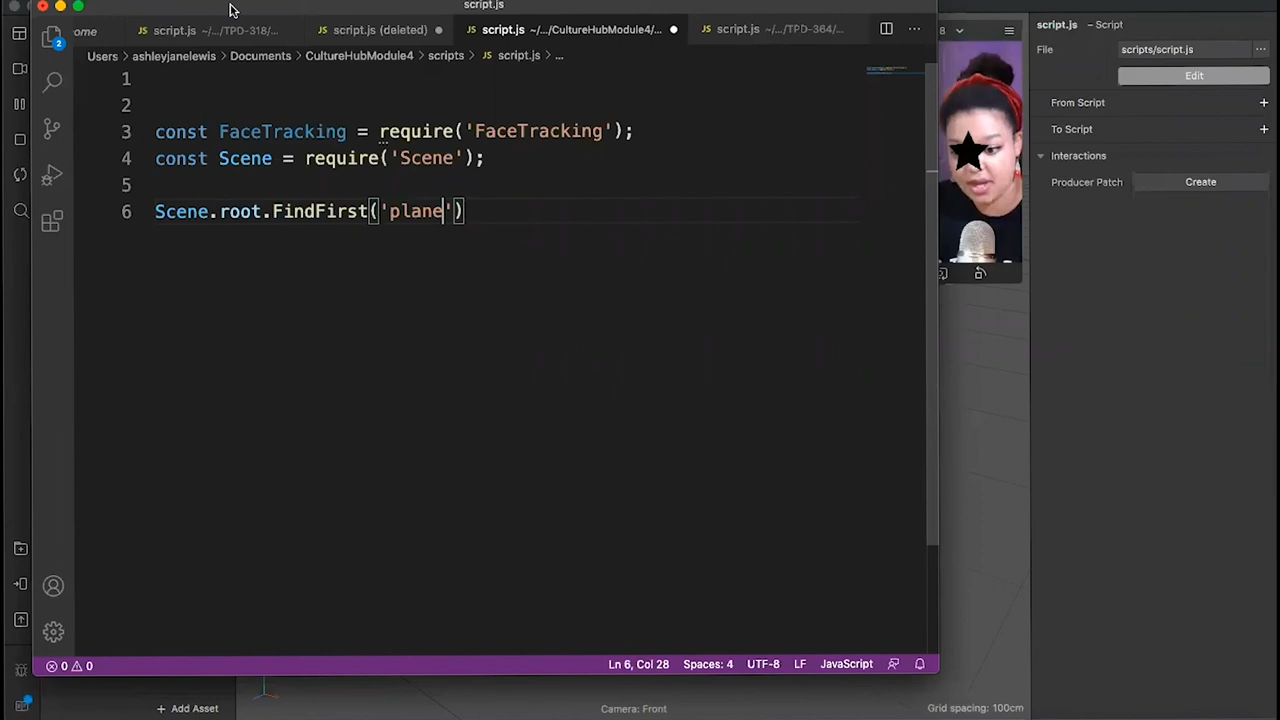 script.js
ome
script.js ~/.../TPD-318/...
script.js (deleted)
script.js ~/.../CultureHubModule4/...
script.js ~/.../TPD-364/...
8
Users > ashleyjanelewis > Documents > CultureHubModule4 > scripts > script.js > ...
2
1
2
3 const FaceTracking = require('FaceTracking');
4 const Scene = require('Scene');
5
6 Scene.root.FindFirst('plane')
0 0
Ln 6, Col 28
Spaces: 4
UTF-8
LF
JavaScript
Add Asset
Camera: Front
Grid spacing: 100cm
script.js – Script
File scripts/script.js ...
Edit
From Script +
To Script +
Interactions
Producer Patch Create